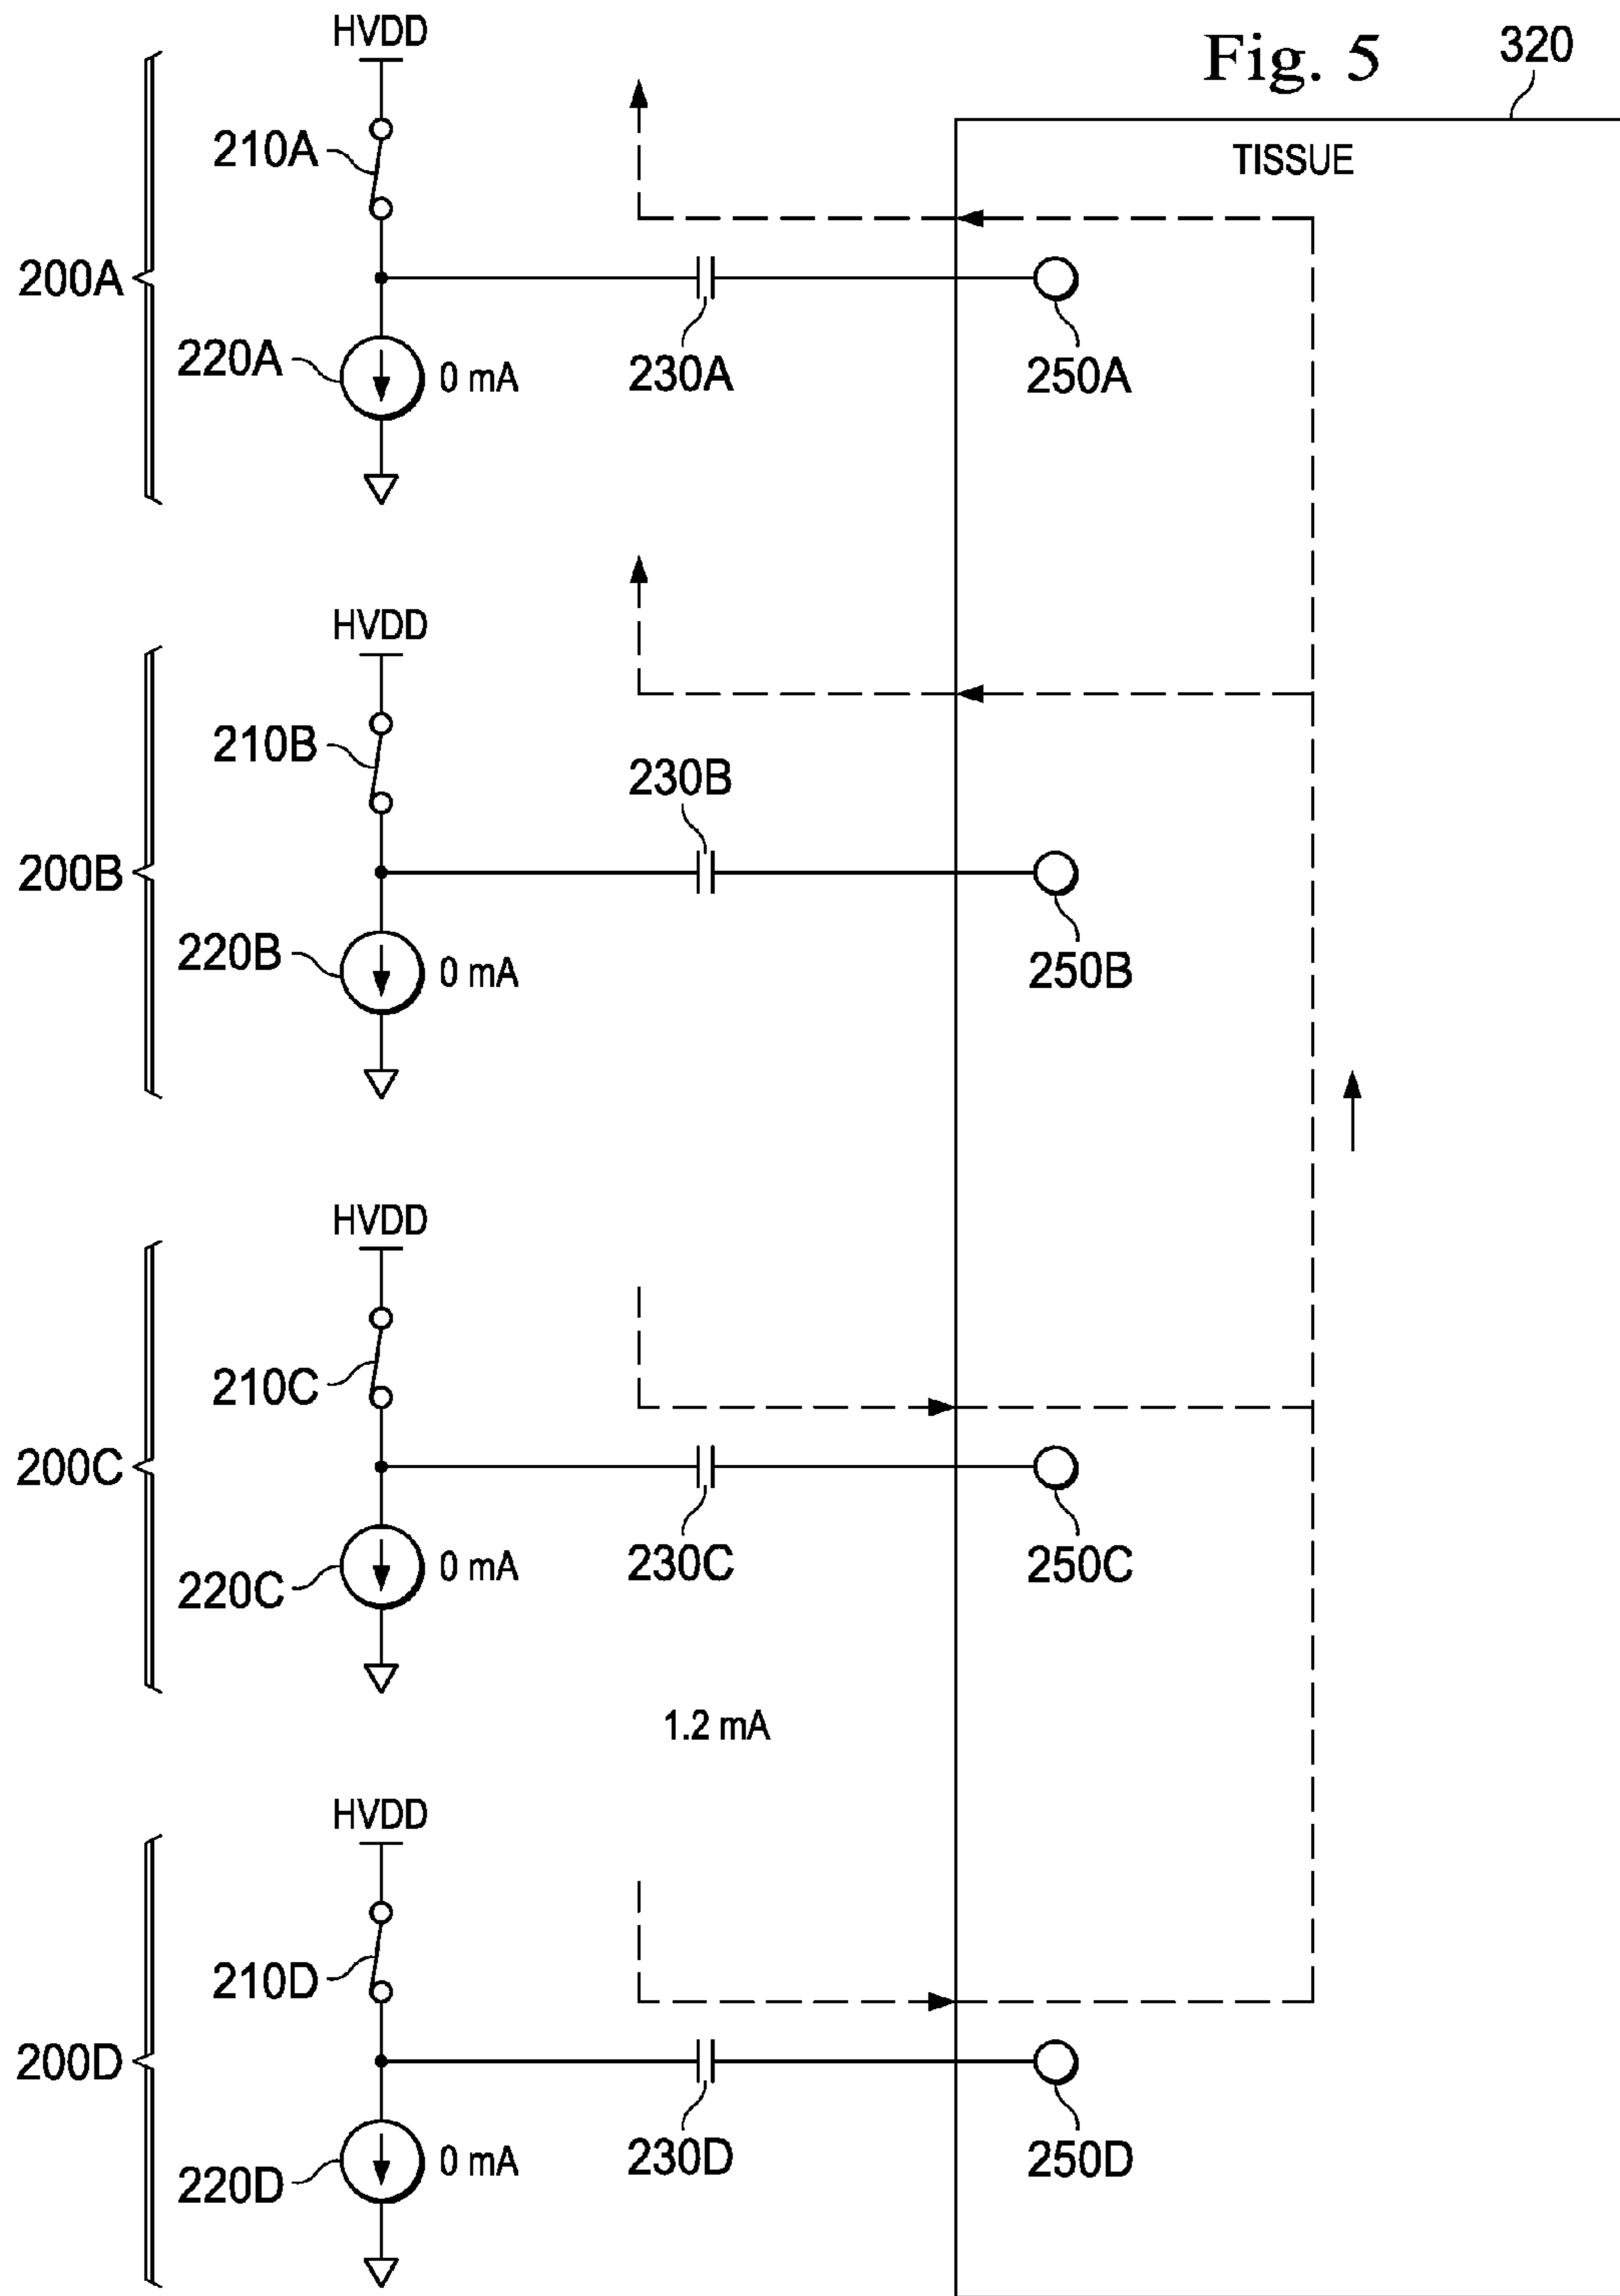 Fig. 5
320
TISSUE
HVDD
210A
200A
220A
0 mA
230A
250A
HVDD
210B
230B
200B
220B
0 mA
250B
HVDD
210C
200C
220C
0 mA
230C
250C
1.2 mA
HVDD
210D
200D
220D
0 mA
230D
250D